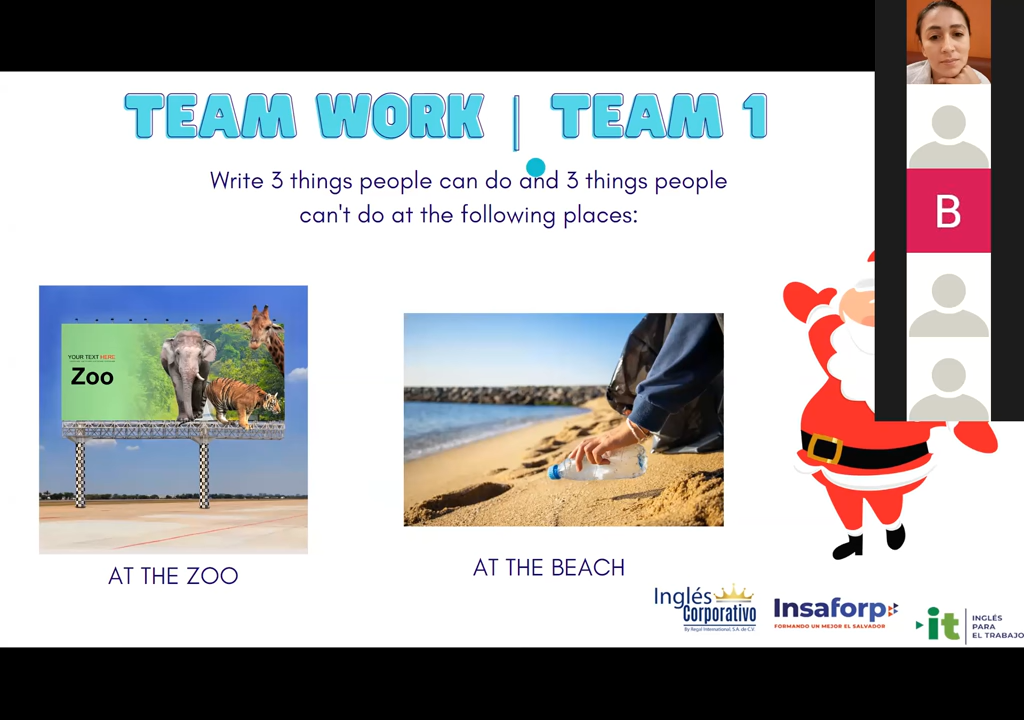 TEAM WORK | TEAM 1
Write 3 things people can do and 3 things people
can't do at the following places:
B
YOUR TEXT HERE
Zoo
AT THE ZOO
AT THE BEACH
Inglés
Corporativo
By Regal International, S.A. de C.V.
Insaforp
FORMANDO UN MEJOR EL SALVADOR
it
INGLÉS
PARA
EL TRABAJO